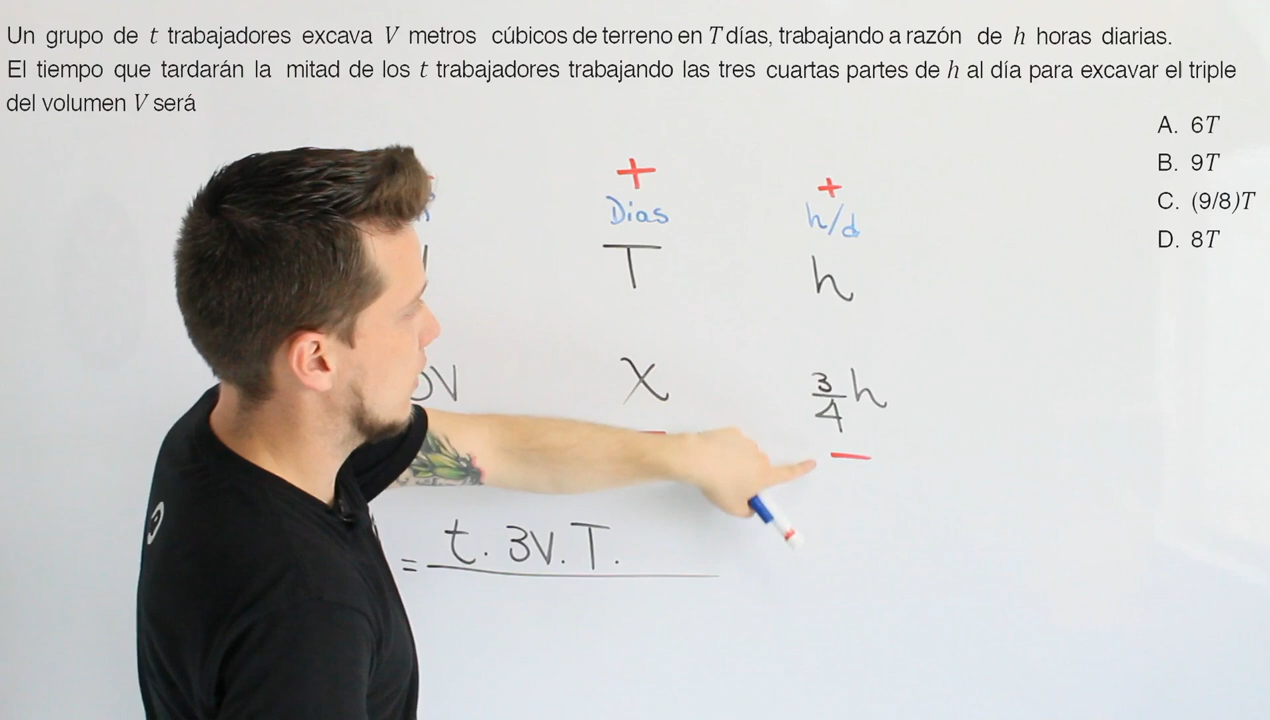 Un grupo de t trabajadores excava V metros cúbicos de terreno en T días, trabajando a razón de h horas diarias.
El tiempo que tardarán la mitad de los t trabajadores trabajando las tres cuartas partes de h al día para excavar el triple
del volumen V será
A. 6T
B. 9T
C. (9/8)T
D. 8T
+ +
Dias h/d
T h
X 3/4 h
— —
= t. 3V. T.